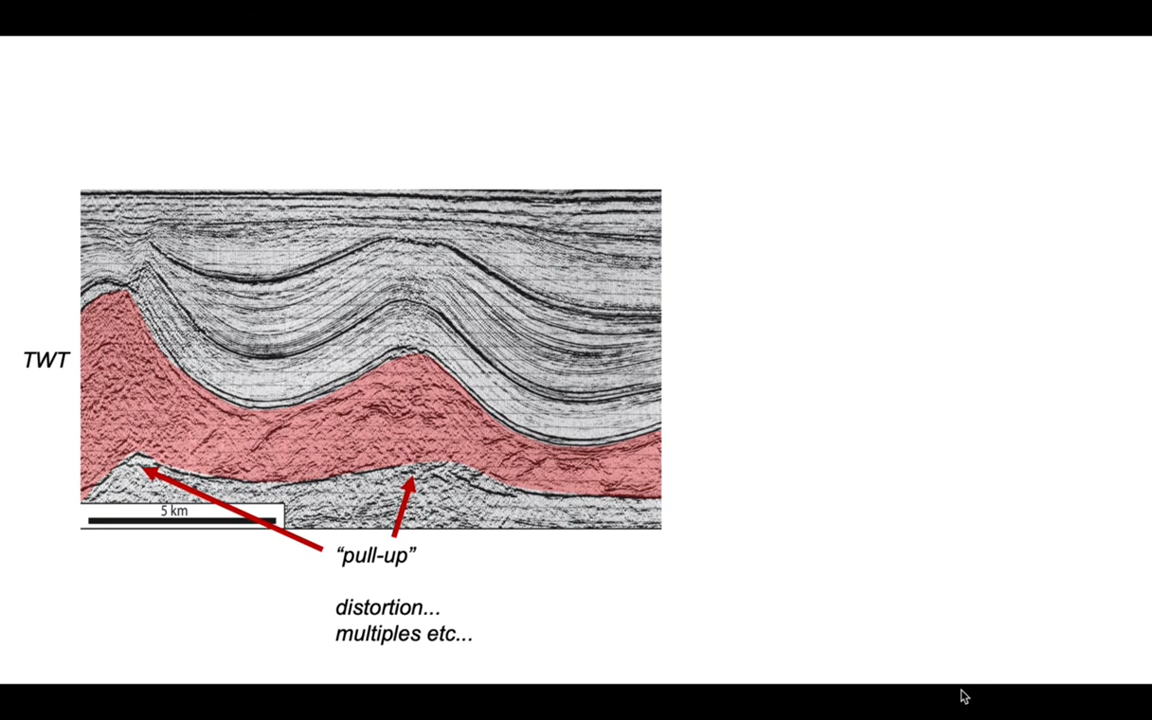 TWT
5 km
“pull-up”
distortion...
multiples etc...